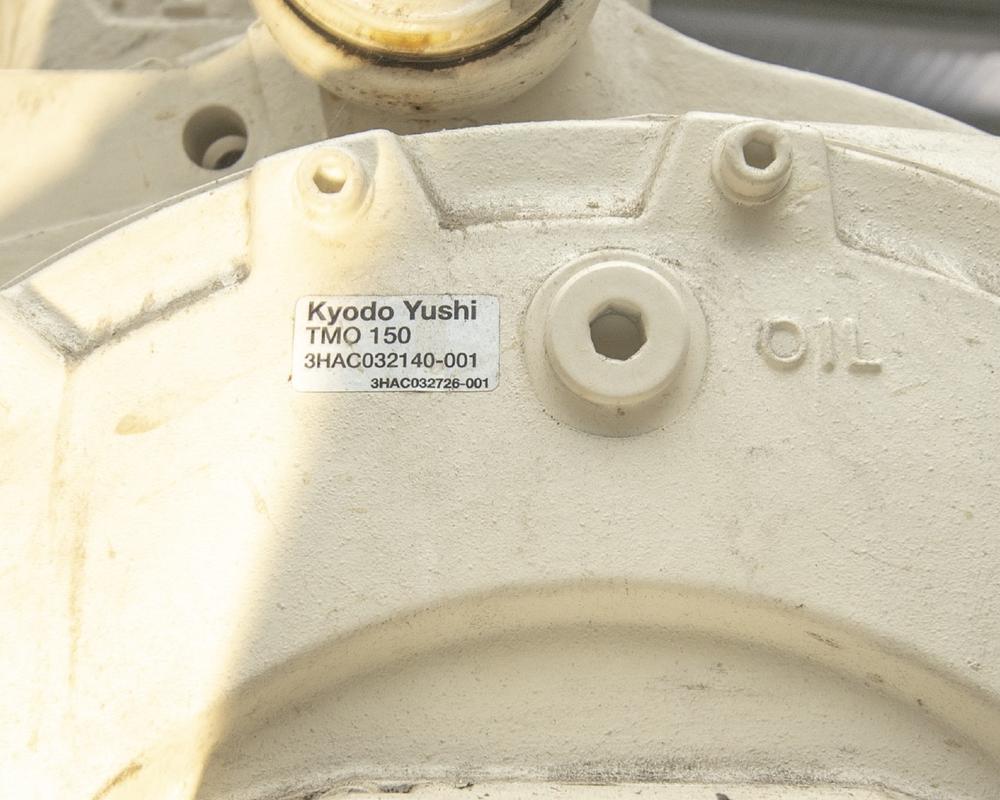 Kyodo Yushi
TMO 150
3HAC032140-001
3HAC032726-001
OIL